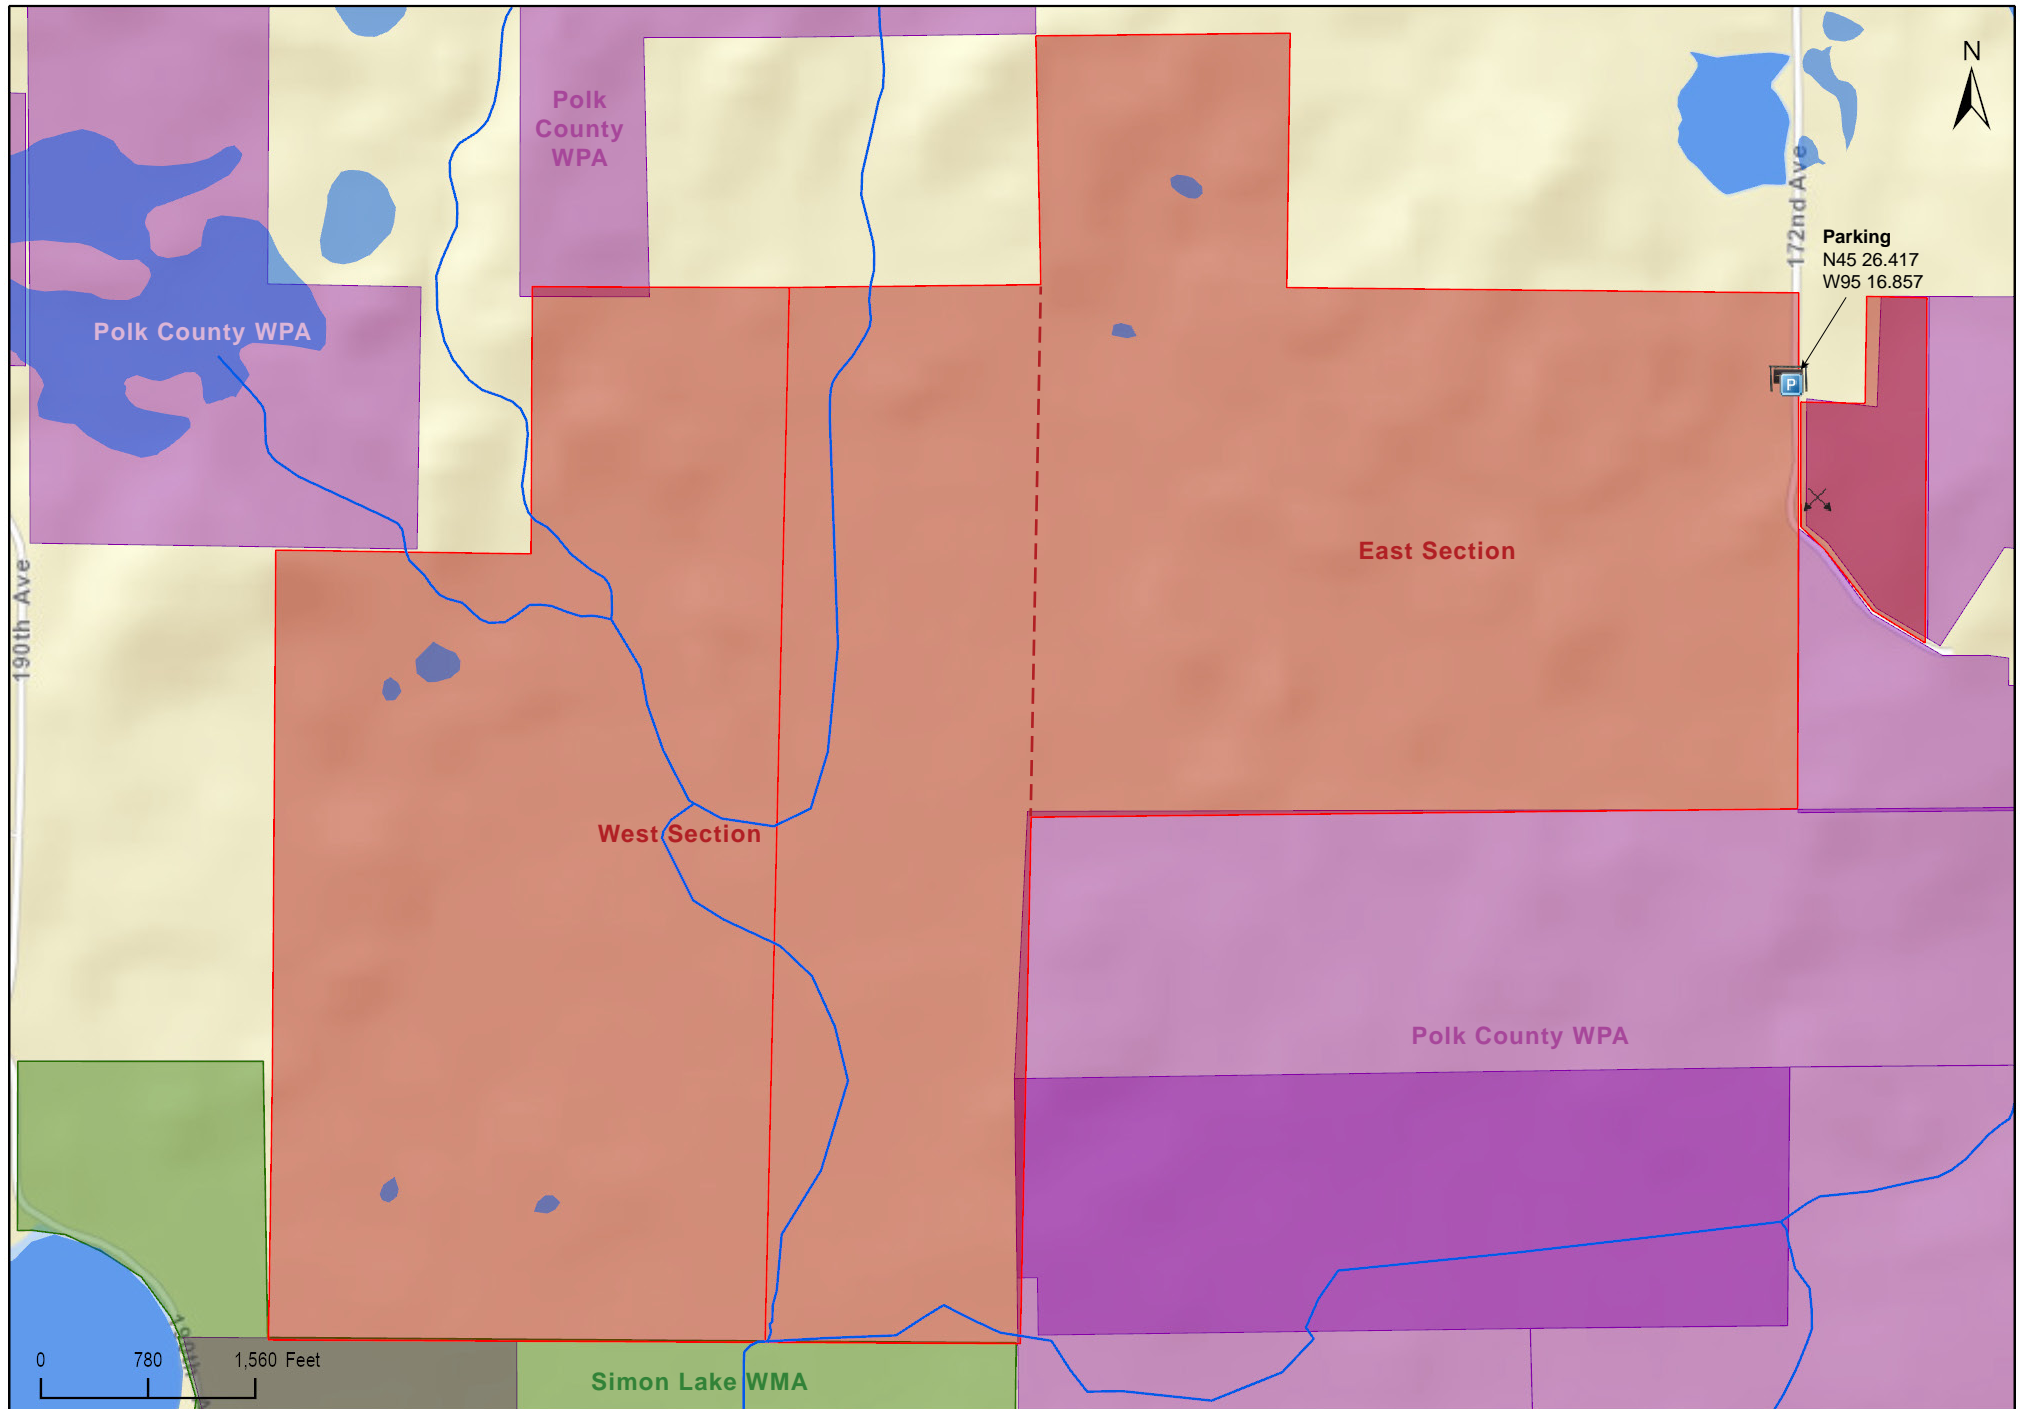 N
Polk
County
WPA
172nd Ave
Parking
N45 26.417
W95 16.857
Polk County WPA
P
East Section
190th Ave
West Section
Polk County WPA
190th A
0 780 1,560 Feet
Simon Lake WMA